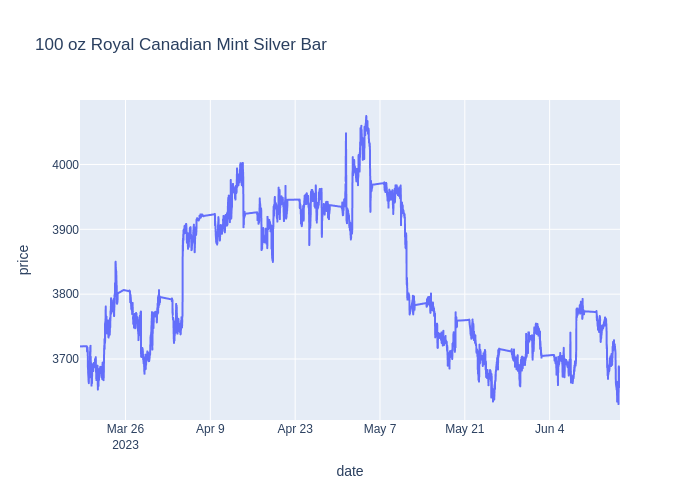 100 oz Royal Canadian Mint Silver Bar
4000
3900
3800
3700
price
Mar 26 Apr 9 Apr 23 May 7 May 21 Jun 4
2023
date